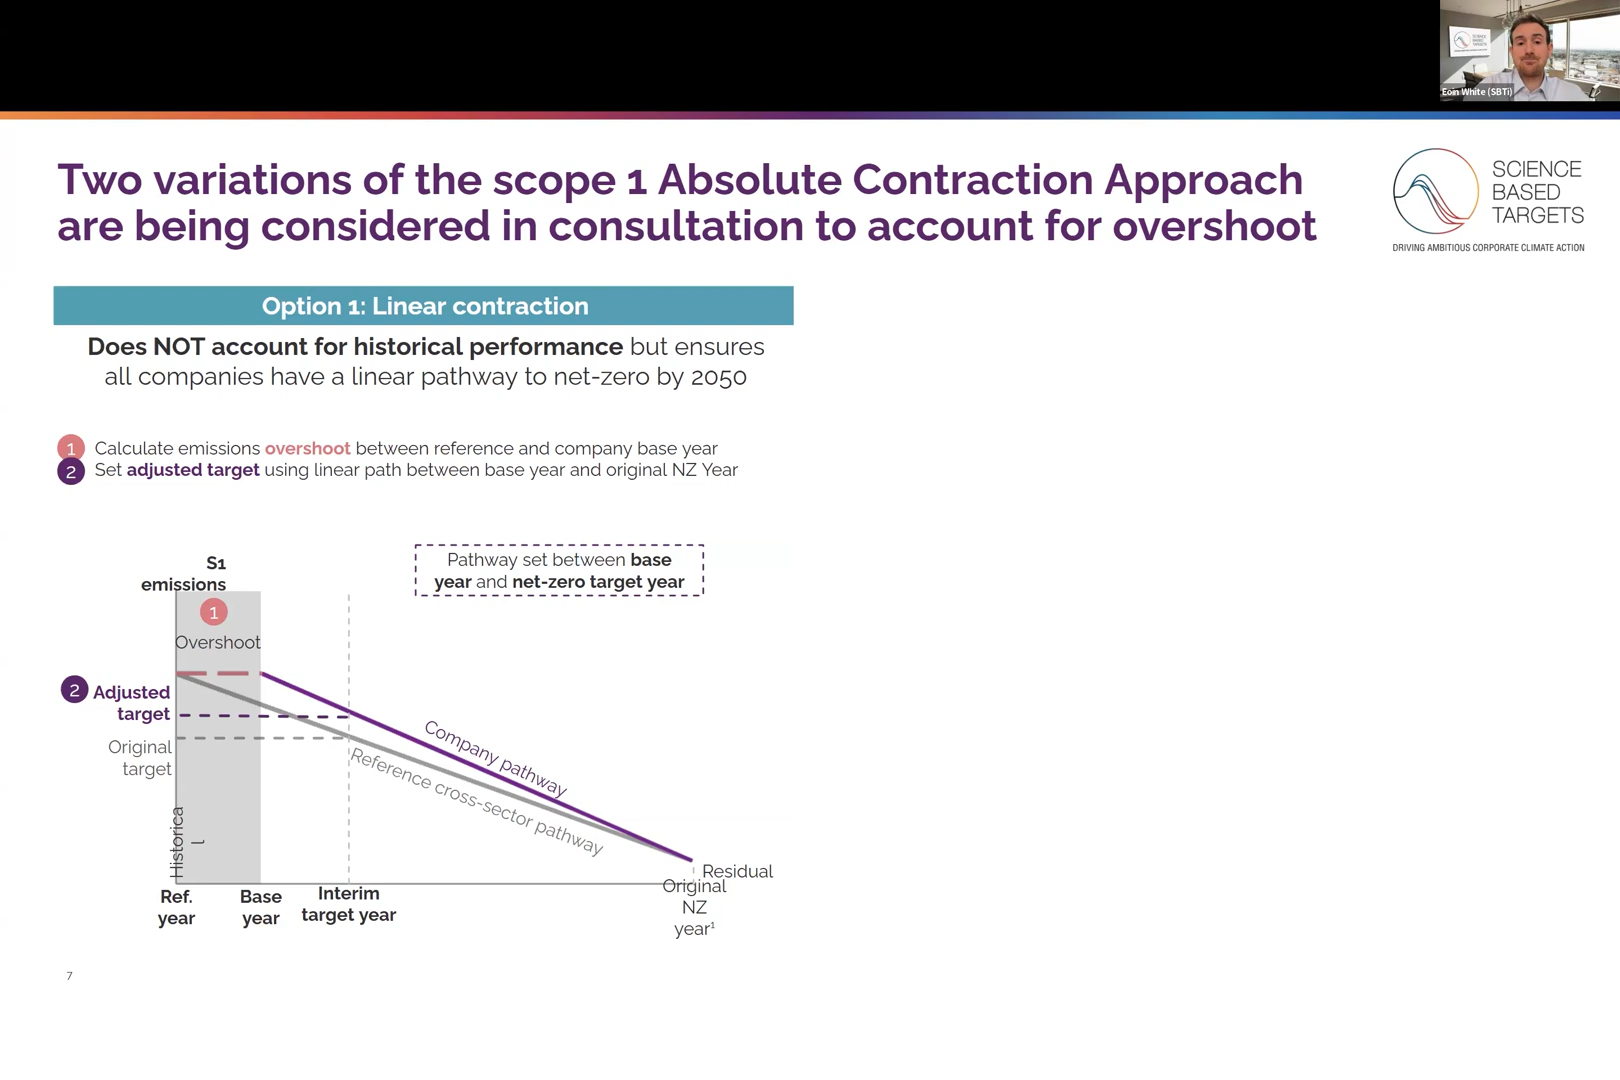 Eoin White (SBTi)
Two variations of the scope 1 Absolute Contraction Approach
are being considered in consultation to account for overshoot
SCIENCE
BASED
TARGETS
DRIVING AMBITIOUS CORPORATE CLIMATE ACTION
Option 1: Linear contraction
Does NOT account for historical performance but ensures
all companies have a linear pathway to net-zero by 2050
1 Calculate emissions overshoot between reference and company base year
2 Set adjusted target using linear path between base year and original NZ Year
Pathway set between base
year and net-zero target year
S1
emissions
1
Overshoot
2 Adjusted
target
Original
target
Historica
l
Company pathway
Reference cross-sector pathway
Residual
Ref.
year
Base
year
Interim
target year
Original
NZ
year¹
7